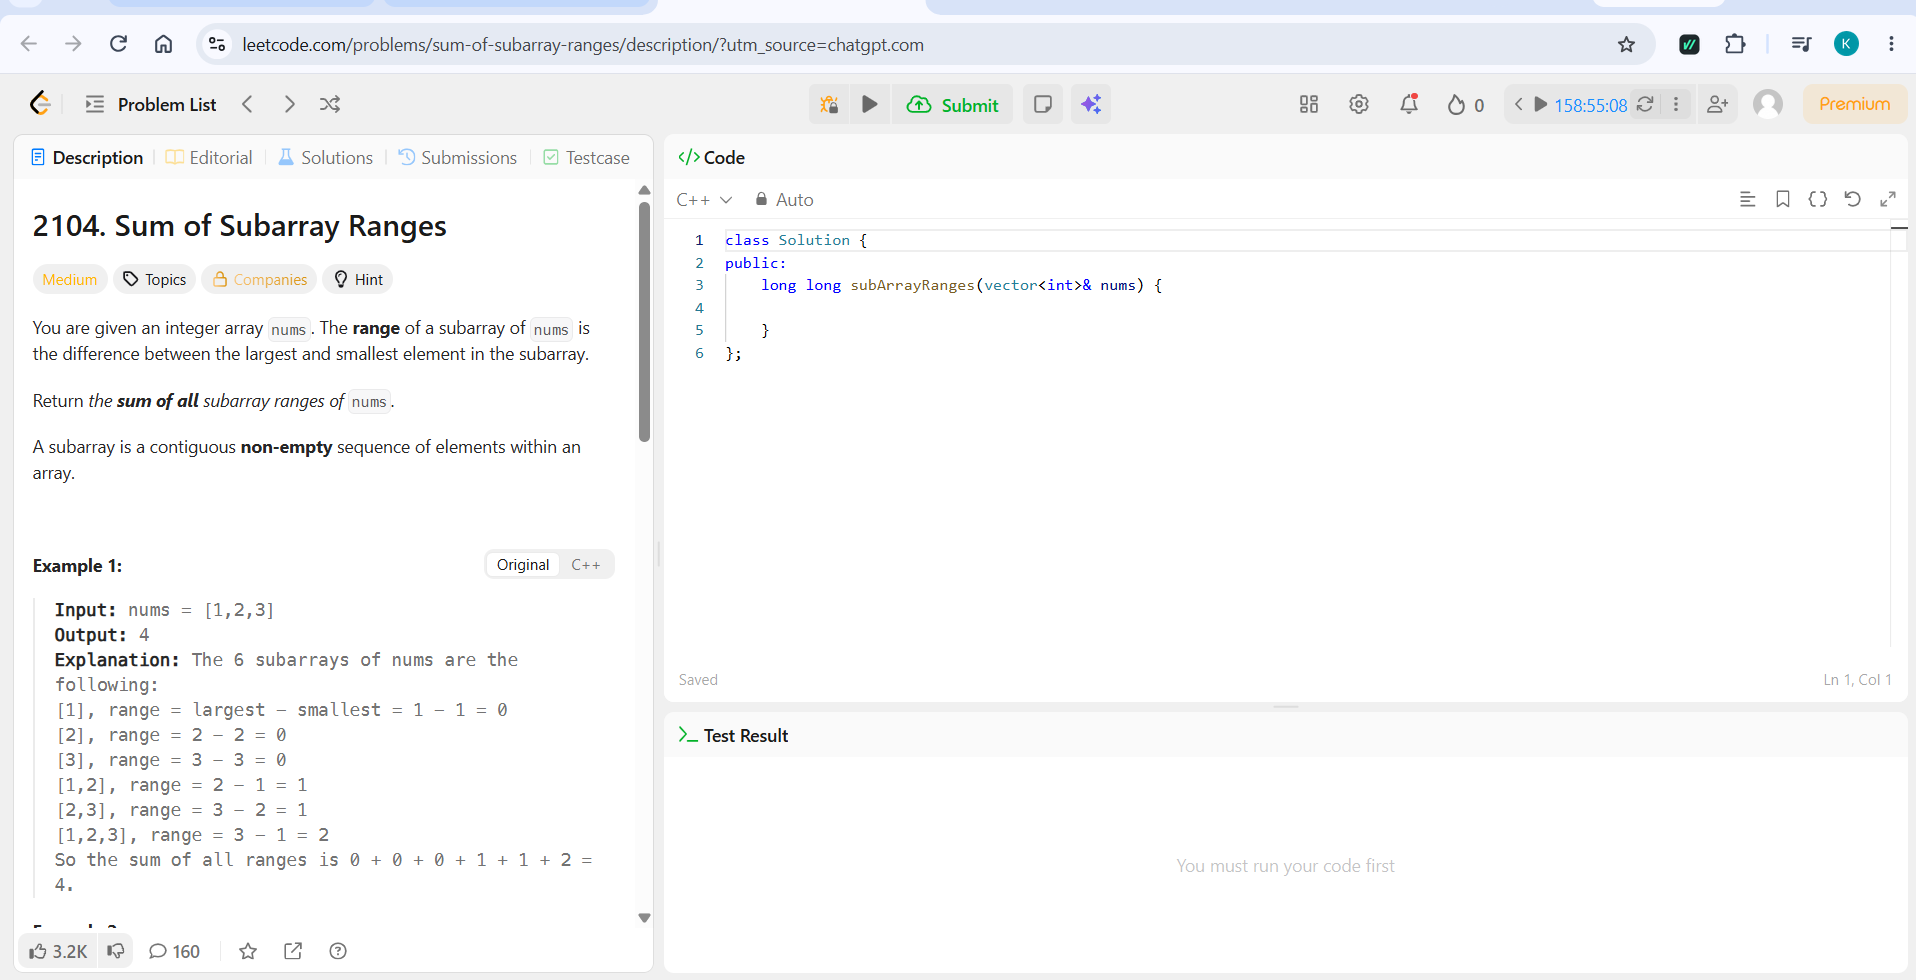 leetcode.com/problems/sum-of-subarray-ranges/description/?utm_source=chatgpt.com
K
Problem List
Submit
0
158:55:08
Premium
Description
Editorial
Solutions
Submissions
Testcase
2104. Sum of Subarray Ranges
Medium
Topics
Companies
Hint
You are given an integer array nums. The range of a subarray of nums is
the difference between the largest and smallest element in the subarray.
Return the sum of all subarray ranges of nums.
A subarray is a contiguous non-empty sequence of elements within an
array.
Example 1:
Original
C++
Input: nums = [1,2,3]
Output: 4
Explanation: The 6 subarrays of nums are the
following:
[1], range = largest - smallest = 1 - 1 = 0
[2], range = 2 - 2 = 0
[3], range = 3 - 3 = 0
[1,2], range = 2 - 1 = 1
[2,3], range = 3 - 2 = 1
[1,2,3], range = 3 - 1 = 2
So the sum of all ranges is 0 + 0 + 0 + 1 + 1 + 2 =
4.
3.2K
160
</> Code
C++
Auto
1 class Solution {
2 public:
3 long long subArrayRanges(vector<int>& nums) {
4
5 }
6 };
Saved
Ln 1, Col 1
Test Result
You must run your code first